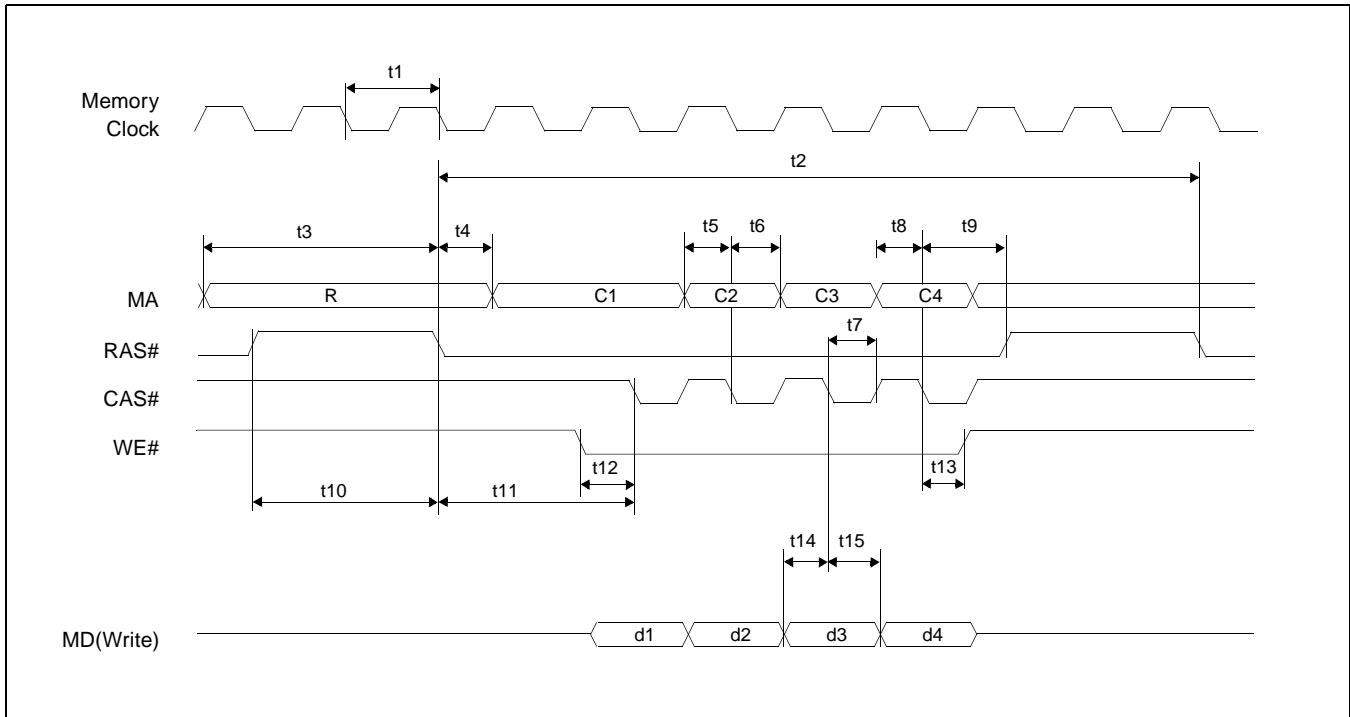 t1
Memory
Clock
t2
t3 t4 t5 t6 t8 t9
MA R C1 C2 C3 C4
t7
RAS#
CAS#
WE#
t12 t13
t10 t11
t14 t15
MD(Write) d1 d2 d3 d4